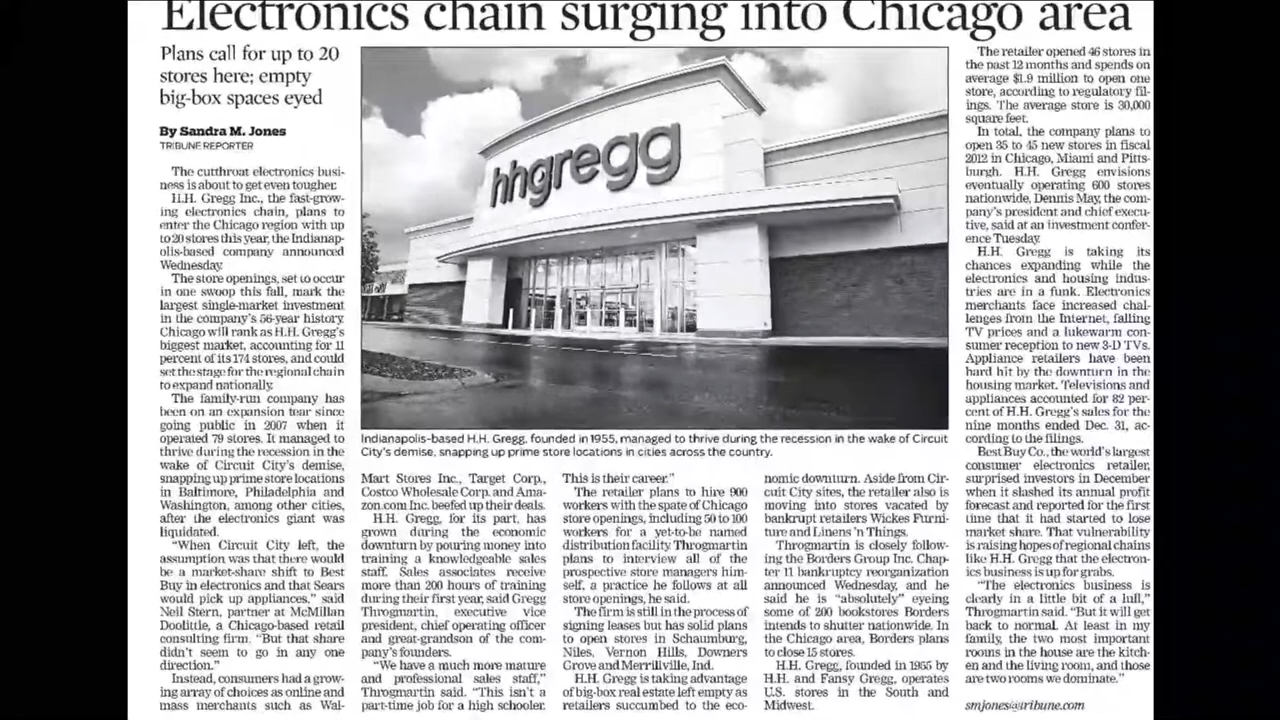 Electronics chain surging into Chicago area
Plans call for up to 20
stores here; empty
big-box spaces eyed
By Sandra M. Jones
TRIBUNE REPORTER
The cutthroat electronics busi-
ness is about to get even tougher.
H.H. Gregg Inc., the fast-grow-
ing electronics chain, plans to
enter the Chicago region with up
to 20 stores this year, the Indianap-
olis-based company announced
Wednesday.
The store openings, set to occur
in one swoop this fall, mark the
largest single-market investment
in the company's 56-year history.
Chicago will rank as H.H. Gregg's
biggest market, accounting for 11
percent of its 174 stores, and could
set the stage for the regional chain
to expand nationally.
The family-run company has
been on an expansion tear since
going public in 2007 when it
operated 79 stores. It managed to
thrive during the recession in the
wake of Circuit City's demise,
snapping up prime store locations
in Baltimore, Philadelphia and
Washington, among other cities,
after the electronics giant was
liquidated.
"When Circuit City left, the
assumption was that there would
be a market-share shift to Best
Buy in electronics and that Sears
would pick up appliances," said
Neil Stern, partner at McMillan
Doolittle, a Chicago-based retail
consulting firm. "But that share
didn't seem to go in any one
direction."
Instead, consumers had a grow-
ing array of choices as online and
mass merchants such as Wal-
hhgregg
Indianapolis-based H.H. Gregg, founded in 1955, managed to thrive during the recession in the wake of Circuit
City's demise, snapping up prime store locations in cities across the country.
Mart Stores Inc., Target Corp.,
Costco Wholesale Corp. and Ama-
zon.com Inc. beefed up their deals.
H.H. Gregg, for its part, has
grown during the economic
downturn by pouring money into
training a knowledgeable sales
staff. Sales associates receive
more than 200 hours of training
during their first year, said Gregg
Throgmartin, executive vice
president, chief operating officer
and great-grandson of the com-
pany's founders.
"We have a much more mature
and professional sales staff,"
Throgmartin said. "This isn't a
part-time job for a high schooler.
This is their career."
The retailer plans to hire 900
workers with the spate of Chicago
store openings, including 50 to 100
workers for a yet-to-be named
distribution facility. Throgmartin
plans to interview all of the
prospective store managers him-
self, a practice he follows at all
store openings, he said.
The firm is still in the process of
signing leases but has solid plans
to open stores in Schaumburg,
Niles, Vernon Hills, Downers
Grove and Merrillville, Ind.
H.H. Gregg is taking advantage
of big-box real estate left empty as
retailers succumbed to the eco-
nomic downturn. Aside from Cir-
cuit City sites, the retailer also is
moving into stores vacated by
bankrupt retailers Wickes Furni-
ture and Linens 'n Things.
Throgmartin is closely follow-
ing the Borders Group Inc. Chap-
ter 11 bankruptcy reorganization
announced Wednesday, and he
said he is "absolutely" eyeing
some of 200 bookstores Borders
intends to shutter nationwide. In
the Chicago area, Borders plans
to close 15 stores.
H.H. Gregg, founded in 1955 by
H.H. and Fansy Gregg, operates
U.S. stores in the South and
Midwest.
The retailer opened 46 stores in
the past 12 months and spends on
average $1.9 million to open one
store, according to regulatory fil-
ings. The average store is 30,000
square feet.
In total, the company plans to
open 35 to 45 new stores in fiscal
2012 in Chicago, Miami and Pitts-
burgh. H.H. Gregg envisions
eventually operating 600 stores
nationwide, Dennis May, the com-
pany's president and chief execu-
tive, said at an investment confer-
ence Tuesday.
H.H. Gregg is taking its
chances expanding while the
electronics and housing indus-
tries are in a funk. Electronics
merchants face increased chal-
lenges from the Internet, falling
TV prices and a lukewarm con-
sumer reception to new 3-D TVs.
Appliance retailers have been
hard hit by the downturn in the
housing market. Televisions and
appliances accounted for 82 per-
cent of H.H. Gregg's sales for the
nine months ended Dec. 31, ac-
cording to the filings.
Best Buy Co., the world's largest
consumer electronics retailer,
surprised investors in December
when it slashed its annual profit
forecast and reported for the first
time that it had started to lose
market share. That vulnerability
is raising hopes of regional chains
like H.H. Gregg that the electron-
ics business is up for grabs.
"The electronics business is
clearly in a little bit of a lull,"
Throgmartin said. "But it will get
back to normal. At least in my
family, the two most important
rooms in the house are the kitch-
en and the living room, and those
are two rooms we dominate."
smjones@tribune.com